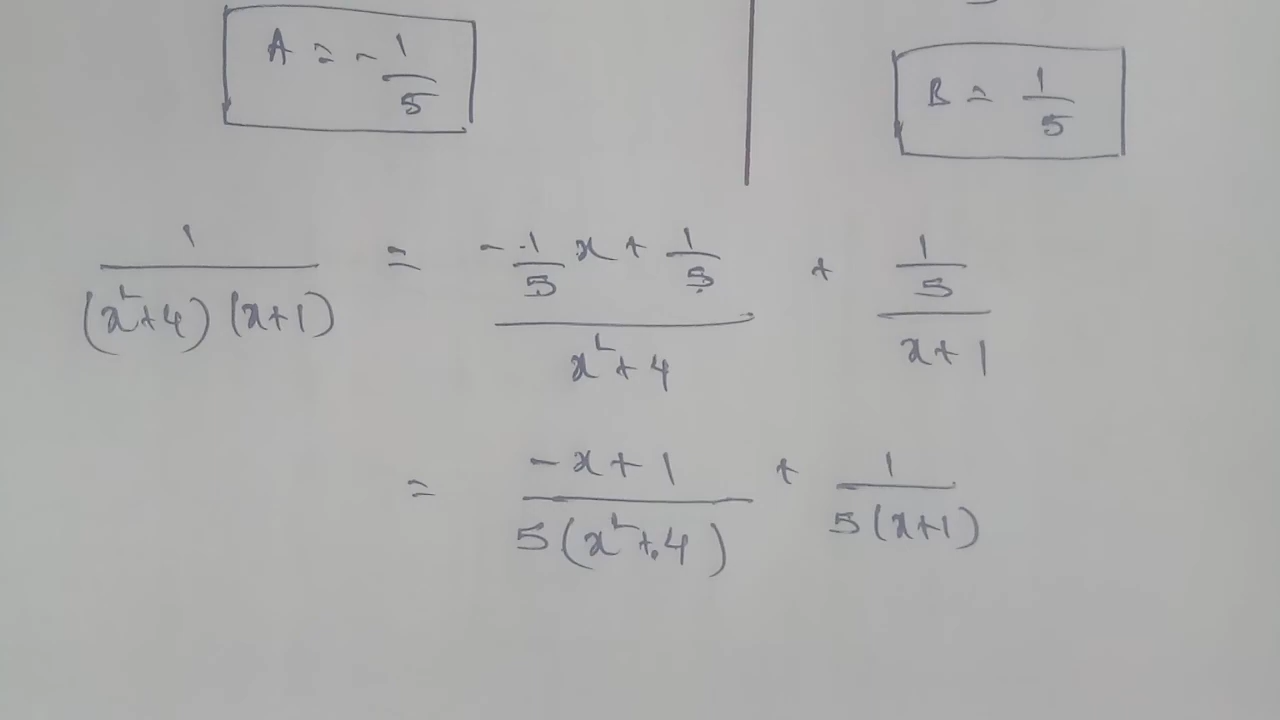 A = -1/5
B = 1/5
1/((x²+4)(x+1)) = (-1/5 x + 1/5)/(x²+4) + (1/5)/(x+1)
= (-x+1)/(5(x²+4)) + 1/(5(x+1))